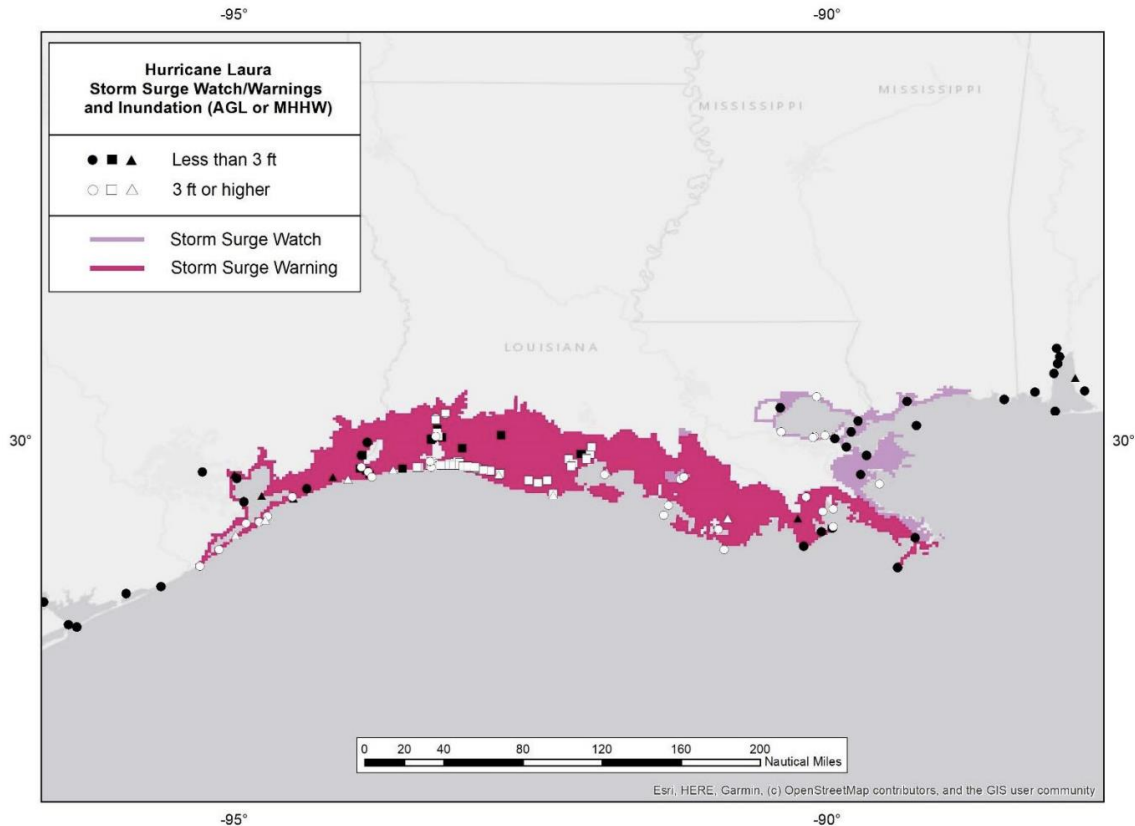 -95°
-90°
Hurricane Laura
Storm Surge Watch/Warnings
and Inundation (AGL or MHHW)
Less than 3 ft
3 ft or higher
Storm Surge Watch
Storm Surge Warning
MISSISSIPPI
MISSISSIPPI
LOUISIANA
30°
30°
0 20 40 80 120 160 200
Nautical Miles
Esri, HERE, Garmin, (c) OpenStreetMap contributors, and the GIS user community
-95°
-90°